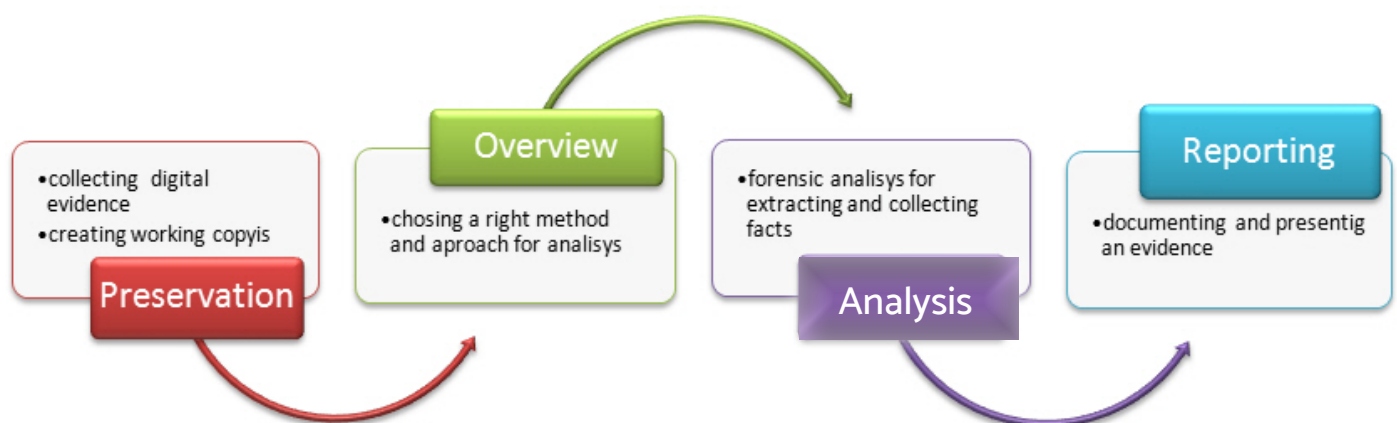 •collecting digital
evidence
•creating working copyis
Preservation
Overview
•chosing a right method
and aproach for analisys
•forensic analisys for
extracting and collecting
facts
Analysis
Reporting
•documenting and presentig
an evidence